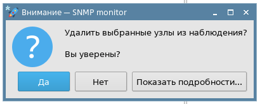 Внимание — SNMP monitor
Удалить выбранные узлы из наблюдения?
Вы уверены?
Да
Нет
Показать подробности...